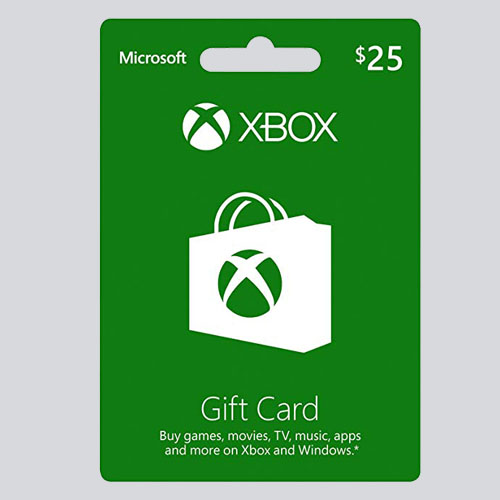 Microsoft
$25
XBOX
Gift Card
Buy games, movies, TV, music, apps
and more on Xbox and Windows.*